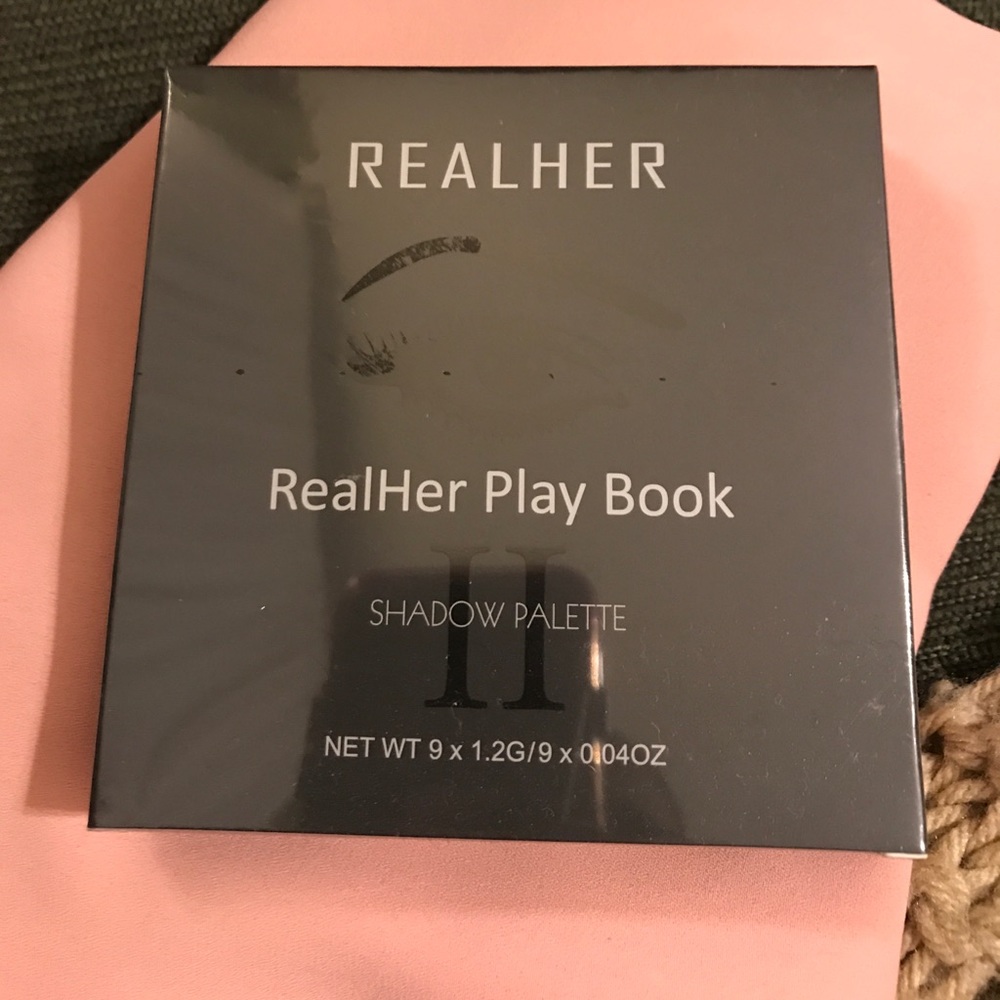 REALHER
RealHer Play Book
II
SHADOW PALETTE
NET WT 9 x 1.2G/9 x 0.04OZ